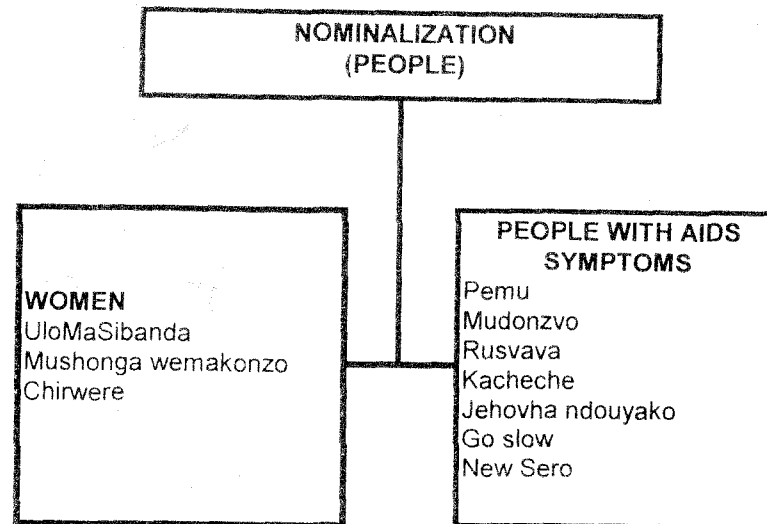 NOMINALIZATION
(PEOPLE)
WOMEN
UloMaSibanda
Mushonga wemakonzo
Chirwere
PEOPLE WITH AIDS
SYMPTOMS
Pemu
Mudonzvo
Rusvava
Kacheche
Jehovha ndouyako
Go slow
New Sero